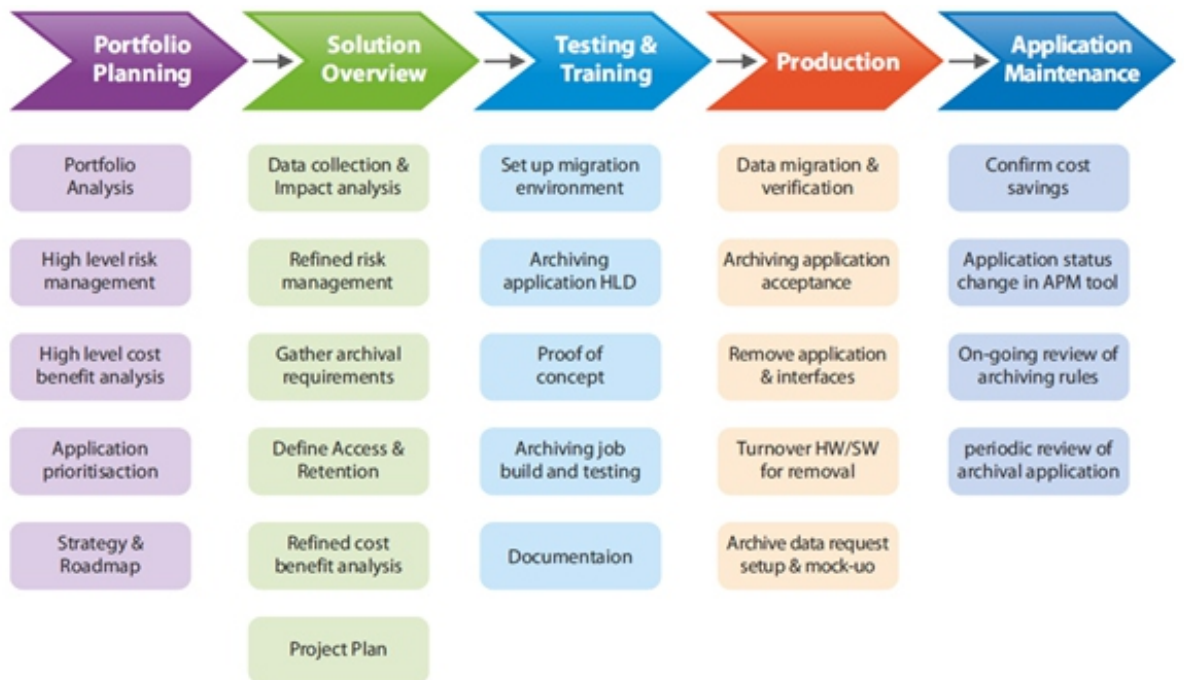 Portfolio
Planning
Solution
Overview
Testing &
Training
Production
Application
Maintenance
Portfolio
Analysis
High level risk
management
High level cost
benefit analysis
Application
prioritisaction
Strategy &
Roadmap
Data collection &
Impact analysis
Refined risk
management
Gather archival
requirements
Define Access &
Retention
Refined cost
benefit analysis
Project Plan
Set up migration
environment
Archiving
application HLD
Proof of
concept
Archiving job
build and testing
Documentaion
Data migration &
verification
Archiving application
acceptance
Remove application
& interfaces
Turnover HW/SW
for removal
Archive data request
setup & mock-uo
Confirm cost
savings
Application status
change in APM tool
On-going review of
archiving rules
periodic review of
archival application